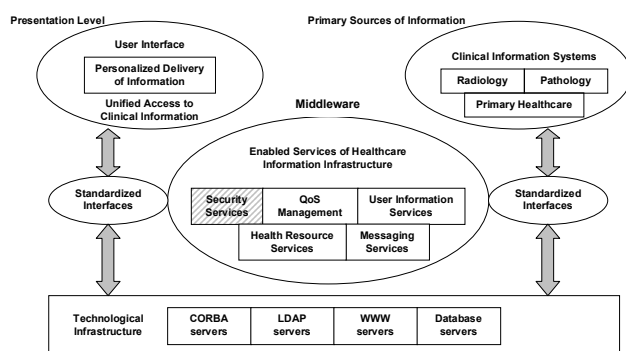 Presentation Level
User Interface
Personalized Delivery
of Information
Unified Access to
Clinical Information
Primary Sources of Information
Clinical Information Systems
Radiology
Pathology
Primary Healthcare
Middleware
Enabled Services of Healthcare
Information Infrastructure
Security
Services
QoS
Management
User Information
Services
Health Resource
Services
Messaging
Services
Standardized
Interfaces
Standardized
Interfaces
Technological
Infrastructure
CORBA
servers
LDAP
servers
WWW
servers
Database
servers